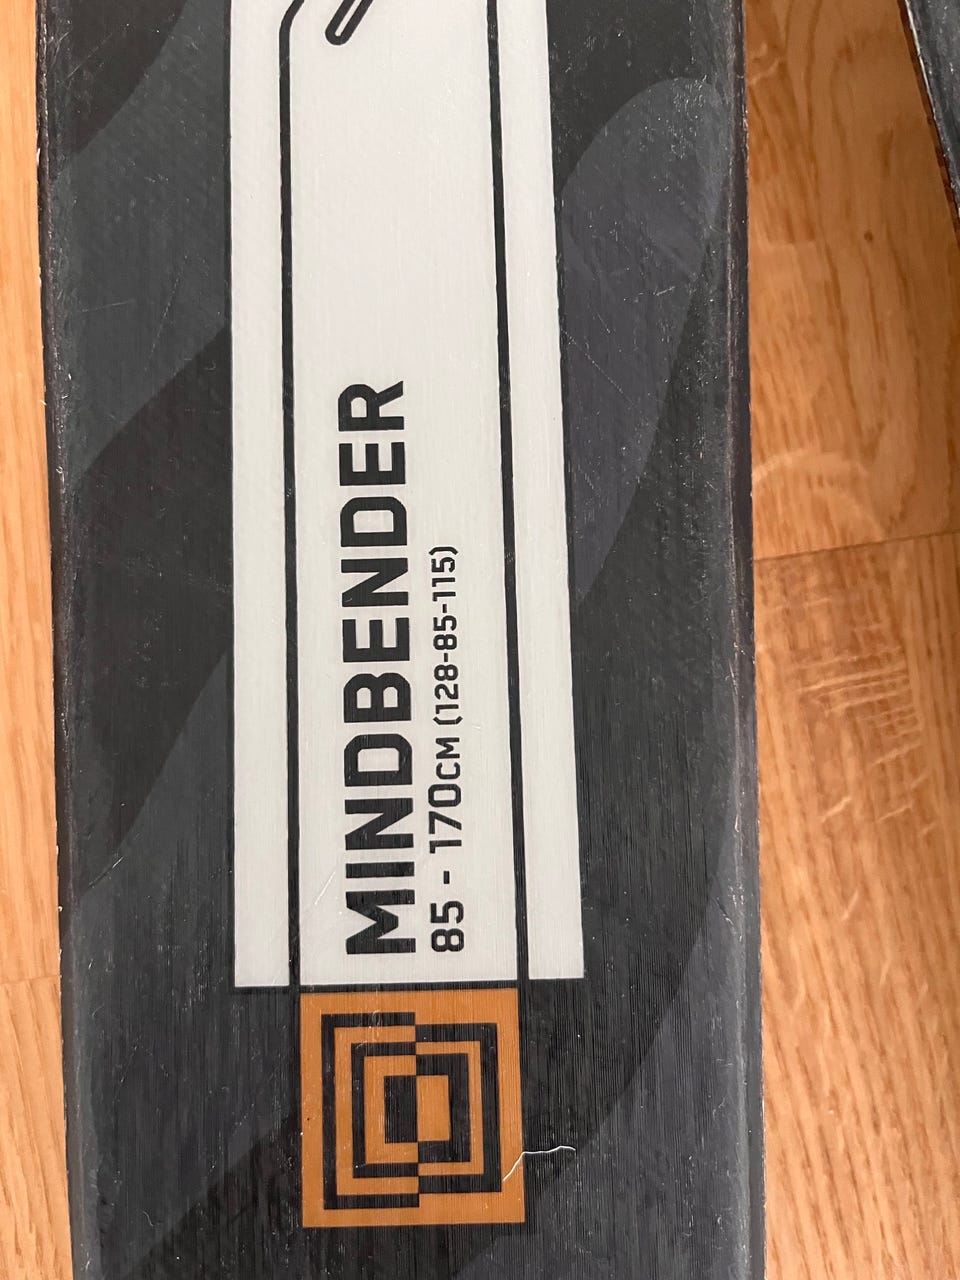 MINDBENDER
85 - 170CM (128-85-115)